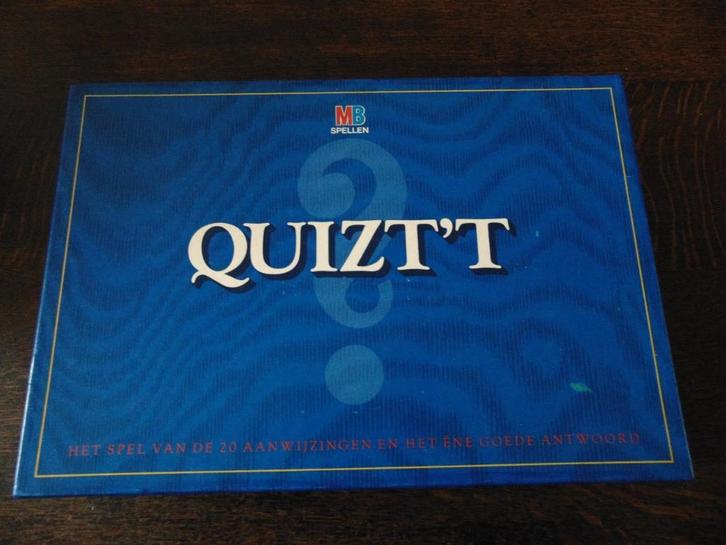 MB
SPELLEN
QUIZT'T
HET SPEL VAN DE 20 AANWIJZINGEN EN HET ÉNE GOEDE ANTWOORD